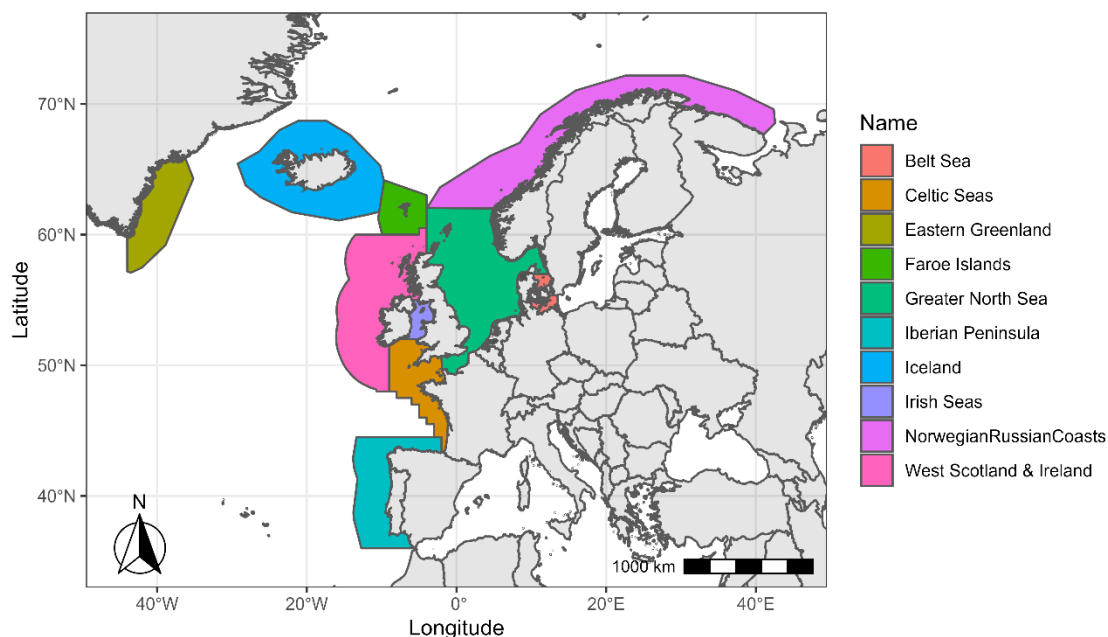 70°N
60°N
50°N
40°N
Latitude
N
1000 km
40°W
20°W
0°
20°E
40°E
Longitude
Name
Belt Sea
Celtic Seas
Eastern Greenland
Faroe Islands
Greater North Sea
Iberian Peninsula
Iceland
Irish Seas
NorwegianRussianCoasts
West Scotland & Ireland